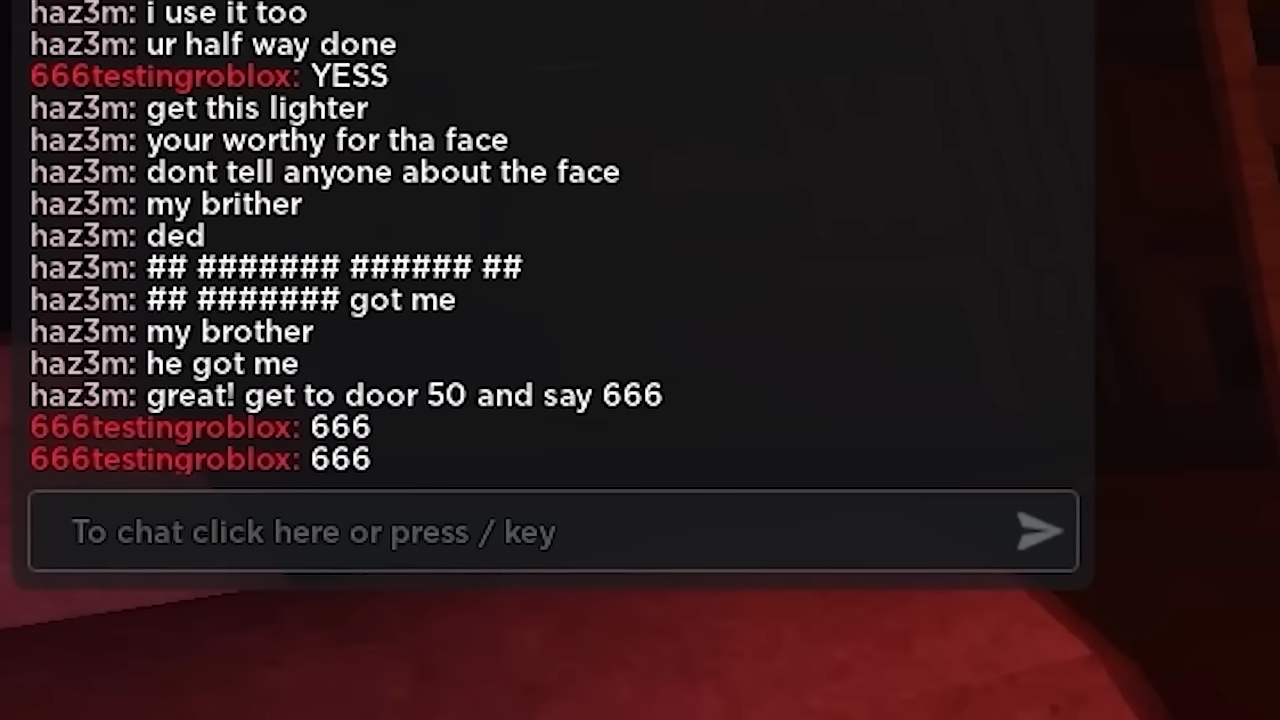 haz3m: i use it too
haz3m: ur half way done
666testingroblox: YESS
haz3m: get this lighter
haz3m: your worthy for tha face
haz3m: dont tell anyone about the face
haz3m: my brither
haz3m: ded
haz3m: ## ####### ###### ##
haz3m: ## ####### got me
haz3m: my brother
haz3m: he got me
haz3m: great! get to door 50 and say 666
666testingroblox: 666
666testingroblox: 666
To chat click here or press / key